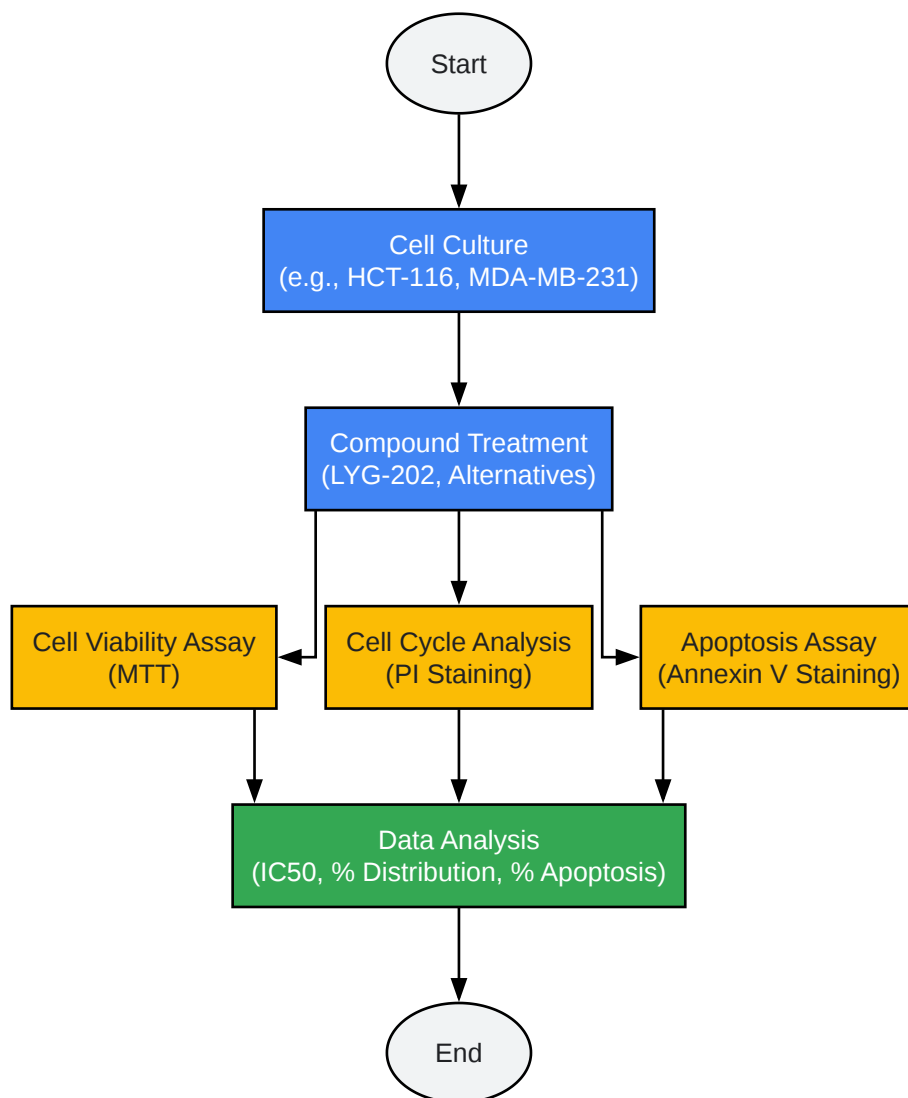 Start
Cell Culture
(e.g., HCT-116, MDA-MB-231)
Compound Treatment
(LYG-202, Alternatives)
Cell Viability Assay
(MTT)
Cell Cycle Analysis
(PI Staining)
Apoptosis Assay
(Annexin V Staining)
Data Analysis
(IC50, % Distribution, % Apoptosis)
End